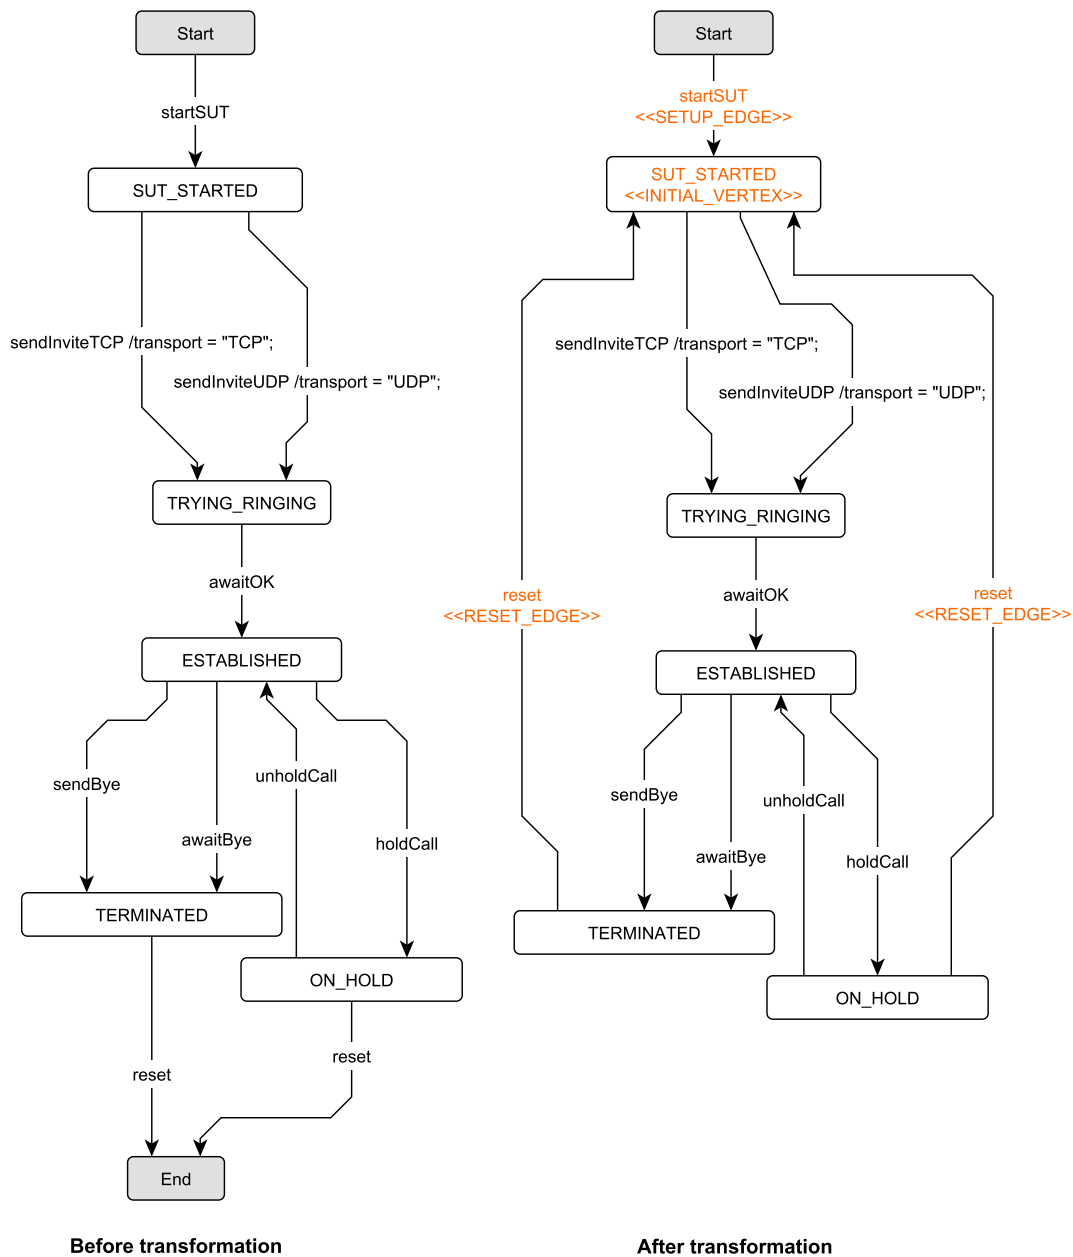 Start
startSUT
SUT_STARTED
sendInviteTCP /transport = "TCP";
sendInviteUDP /transport = "UDP";
TRYING_RINGING
awaitOK
ESTABLISHED
unholdCall
sendBye
awaitBye
holdCall
TERMINATED
ON_HOLD
reset
reset
End
Before transformation
Start
startSUT
<<SETUP_EDGE>>
SUT_STARTED
<<INITIAL_VERTEX>>
sendInviteTCP /transport = "TCP";
sendInviteUDP /transport = "UDP";
TRYING_RINGING
reset
<<RESET_EDGE>>
awaitOK
reset
<<RESET_EDGE>>
ESTABLISHED
sendBye
unholdCall
awaitBye
holdCall
TERMINATED
ON_HOLD
After transformation